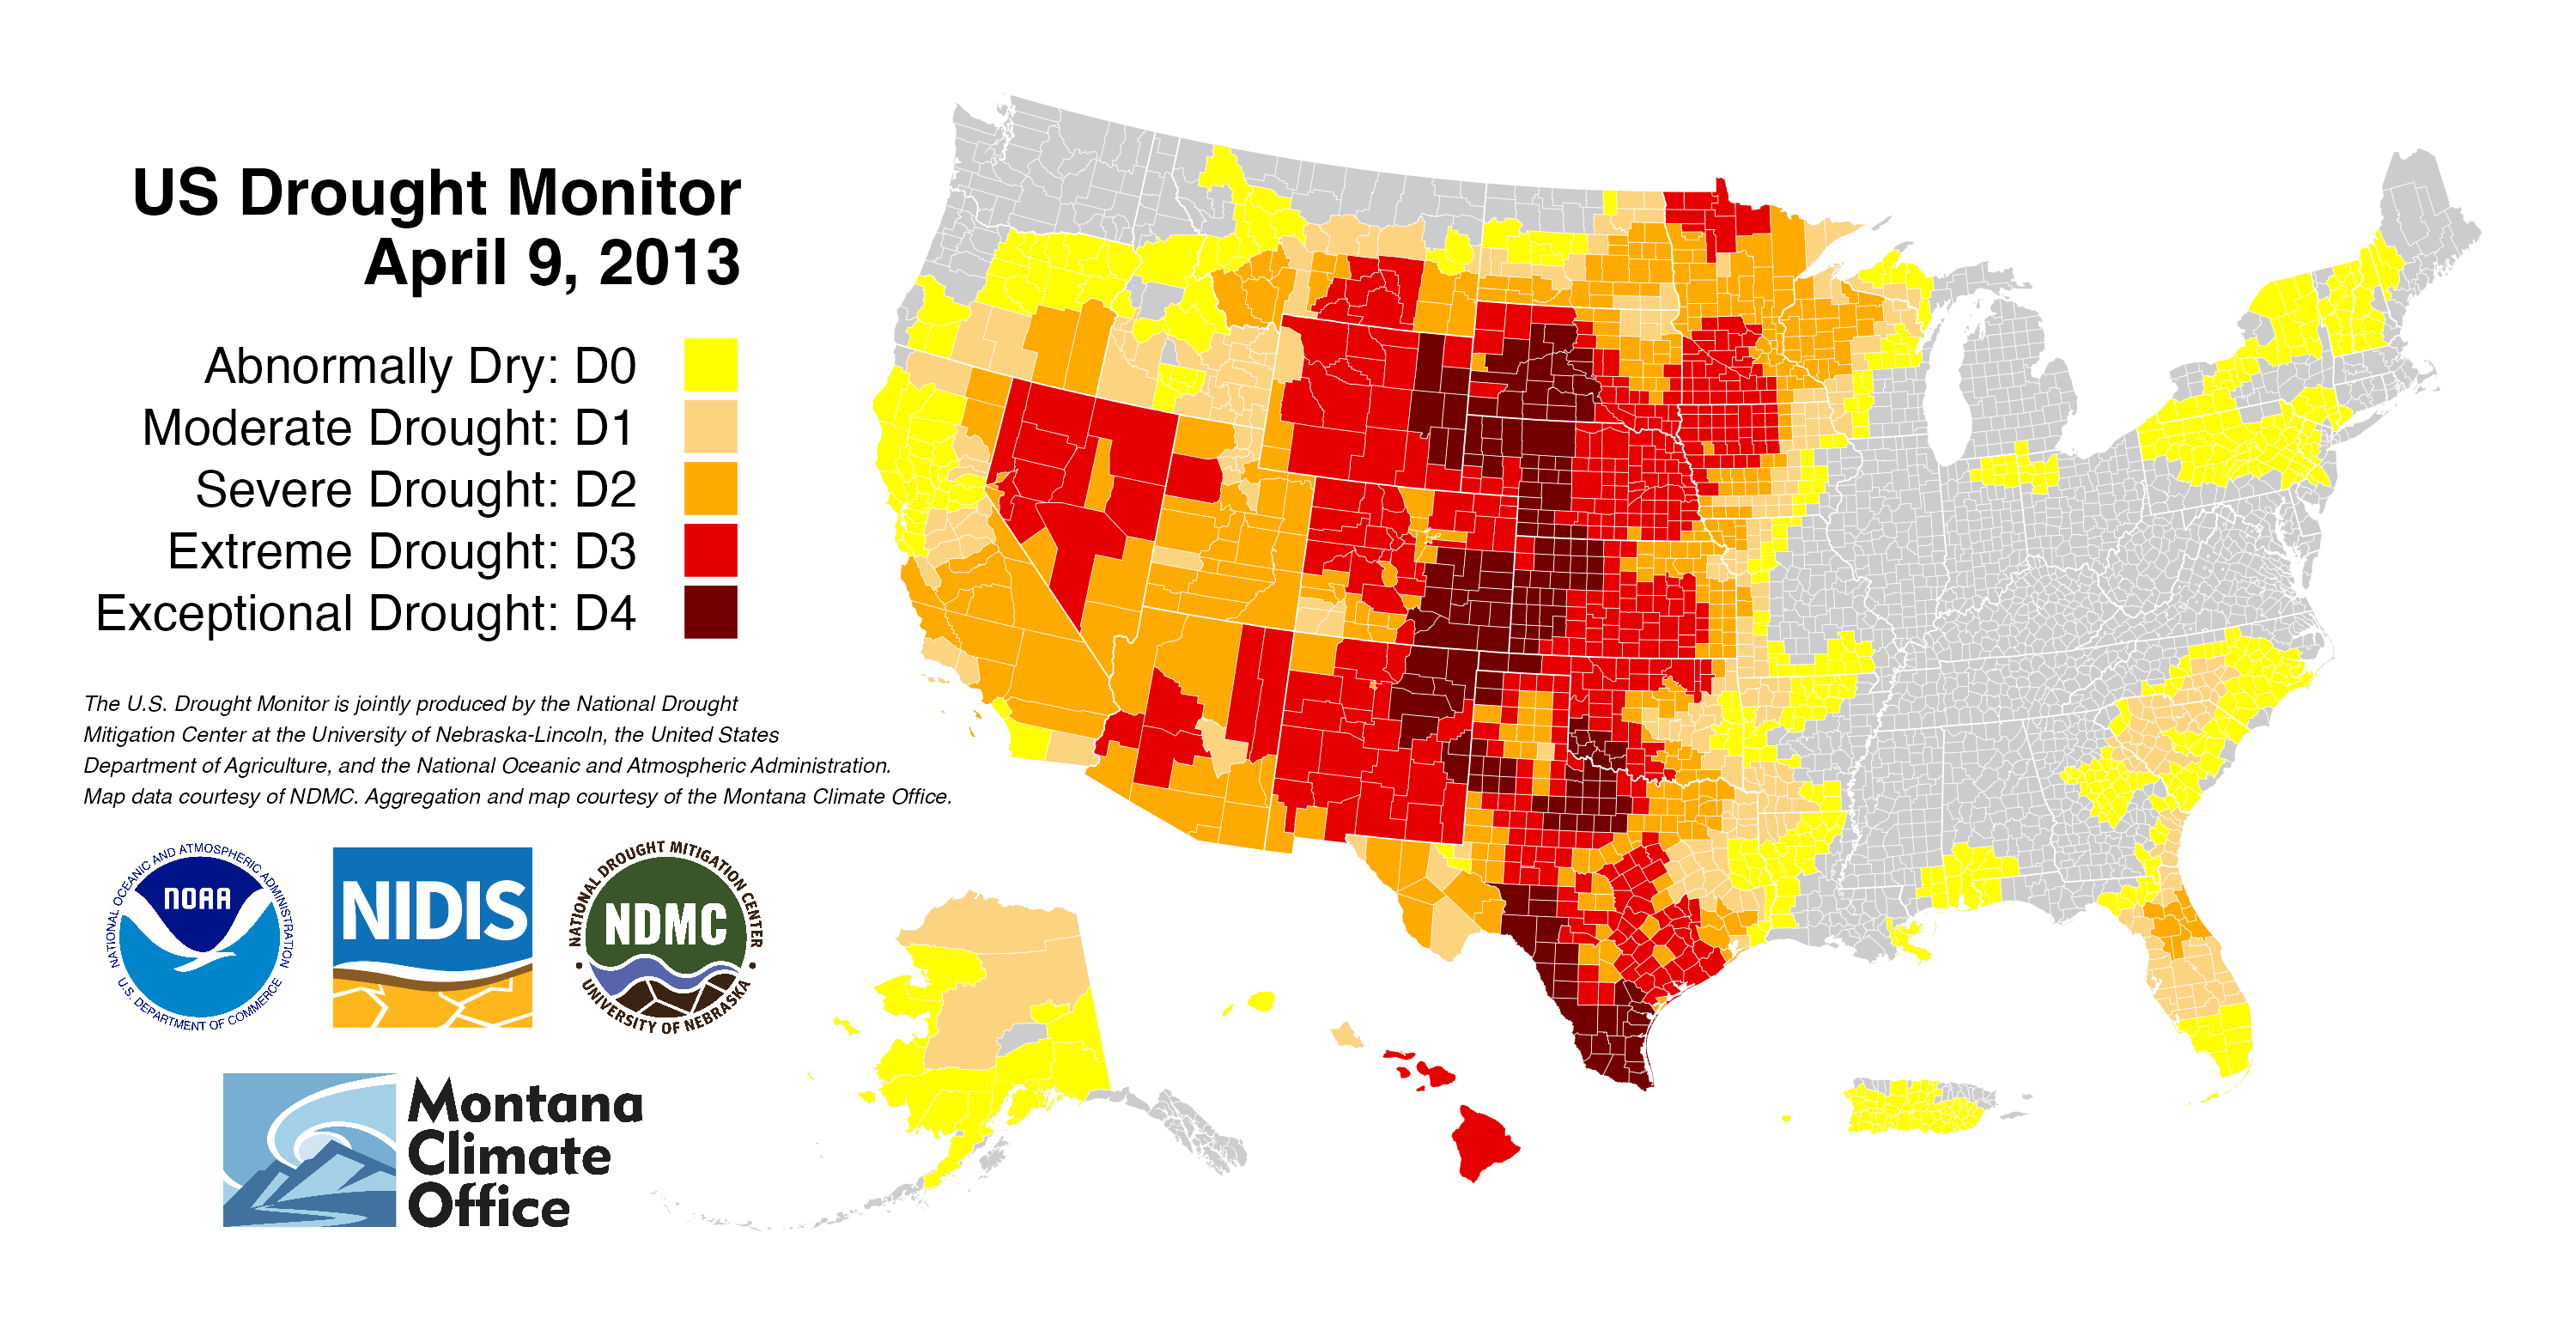 US Drought Monitor
April 9, 2013
Abnormally Dry: D0
Moderate Drought: D1
Severe Drought: D2
Extreme Drought: D3
Exceptional Drought: D4
The U.S. Drought Monitor is jointly produced by the National Drought
Mitigation Center at the University of Nebraska-Lincoln, the United States
Department of Agriculture, and the National Oceanic and Atmospheric Administration.
Map data courtesy of NDMC. Aggregation and map courtesy of the Montana Climate Office.
NATIONAL OCEANIC AND ATMOSPHERIC ADMINISTRATION
NOAA
U.S. DEPARTMENT OF COMMERCE
NIDIS
NATIONAL DROUGHT MITIGATION CENTER
NDMC
UNIVERSITY OF NEBRASKA
Montana
Climate
Office